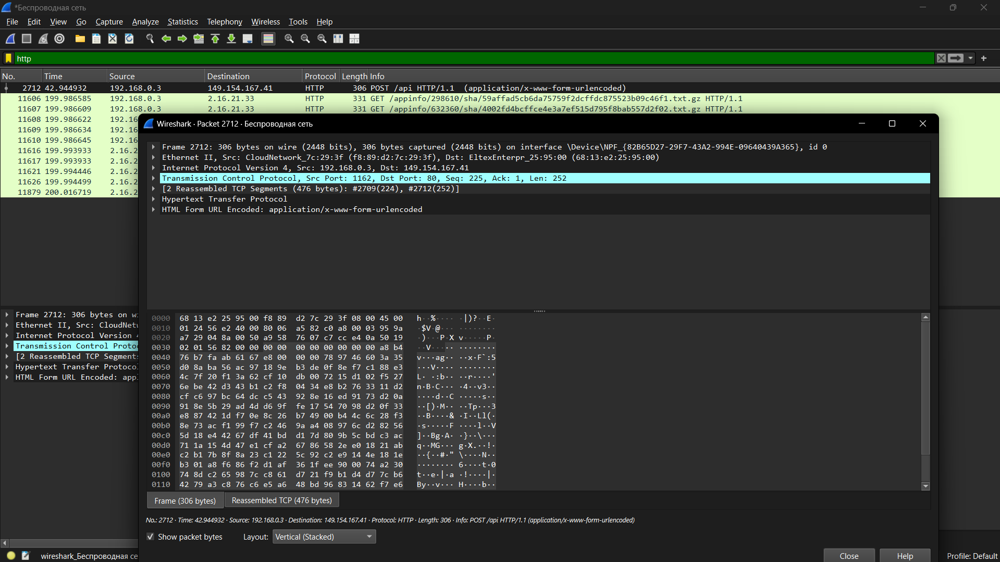 *Беспроводная сеть
File Edit View Go Capture Analyze Statistics Telephony Wireless Tools Help
http
No. Time Source Destination Protocol Length Info
2712 42.944932 192.168.0.3 149.154.167.41 HTTP 306 POST /api HTTP/1.1 (application/x-www-form-urlencoded)
11606 199.986585 192.168.0.3 2.16.21.33 HTTP 331 GET /appinfo/298610/sha/59affad5cb6da75759f2dcffdc875523b09c46f1.txt.gz HTTP/1.1
11607 199.986609 192.168.0.3 2.16.21.33 HTTP 331 GET /appinfo/632360/sha/4002fd4bcffce4e3a7ef515d795f8bab557d2f02.txt.gz HTTP/1.1
11608 199.986622 192.16
11609 199.986634 192.16
11610 199.986645 192.16
11616 199.993933 2.16.2
11617 199.993933 2.16.2
11621 199.994446 2.16.2
11626 199.994499 2.16.2
11879 200.016719 2.16.2
Wireshark · Packet 2712 · Беспроводная сеть
Frame 2712: 306 bytes on wire (2448 bits), 306 bytes captured (2448 bits) on interface \Device\NPF_{82B65D27-29F7-43A2-994E-09640439A365}, id 0
Ethernet II, Src: CloudNetwork_7c:29:3f (f8:89:d2:7c:29:3f), Dst: EltexEnterpr_25:95:00 (68:13:e2:25:95:00)
Internet Protocol Version 4, Src: 192.168.0.3, Dst: 149.154.167.41
Transmission Control Protocol, Src Port: 1162, Dst Port: 80, Seq: 225, Ack: 1, Len: 252
[2 Reassembled TCP Segments (476 bytes): #2709(224), #2712(252)]
Hypertext Transfer Protocol
HTML Form URL Encoded: application/x-www-form-urlencoded
Frame 2712: 306 bytes on w
Ethernet II, Src: CloudNet
Internet Protocol Version
Transmission Control Proto
[2 Reassembled TCP Segment
Hypertext Transfer Protoco
HTML Form URL Encoded: app
0000 68 13 e2 25 95 00 f8 89 d2 7c 29 3f 08 00 45 00 h··%···· ·|)?··E·
0010 01 24 56 e2 40 00 80 06 a5 82 c0 a8 00 03 95 9a ·$V·@··· ········
0020 a7 29 04 8a 00 50 a9 58 76 07 c7 cc e4 0a 50 19 ·)···P·X v·····P·
0030 02 01 56 82 00 00 00 00 00 00 00 00 00 00 a8 b4 ··V····· ········
0040 76 b7 fa ab 61 67 e8 00 00 00 78 97 46 60 3a 35 v···ag·· ··x·F`:5
0050 d0 8a ba 56 ac 97 18 9e b3 de 0f 8e f7 c1 88 e3 ···V···· ········
0060 4c 7f 20 f1 3a 62 cf 10 db 00 72 15 d1 02 f5 27 L· ·:b·· ··r····'
0070 6e be 42 d3 43 b1 c2 f8 04 34 e8 b2 76 33 11 d2 n·B·C··· ·4··v3··
0080 cf c6 97 bc 64 dc c5 43 92 8e 16 ed 91 73 d2 0a ····d··C ·····s··
0090 91 8e 5b 29 ad 4d d6 9f fe 17 54 70 98 d2 0f 33 ··[)·M·· ··Tp···3
00a0 e8 87 42 1d f7 0e 8c 26 b7 49 00 b4 4c 6c 28 f3 ··B····& ·I··Ll(·
00b0 8e 73 ac f1 99 f7 c2 46 9a a4 08 97 6c d2 82 56 ·s·····F ····l··V
00c0 5d 18 e4 42 67 df 41 bd d1 7d 80 9b 5c bd c3 ac ]··Bg·A· ·}··\···
00d0 71 1a 15 4d 47 e1 cf a2 67 86 58 2e e0 18 21 ab q··MG··· g·X.··!·
00e0 c2 b1 7b 8f 8a 23 c1 22 5c 92 c2 e9 14 4e 18 1e ··{··#·" \····N··
00f0 b3 01 a8 f6 86 f2 d1 af 36 1f ee 90 00 74 a2 30 ········ 6····t·0
0100 74 8d c2 65 98 7c c8 61 d7 21 f9 b1 d4 d7 7c b6 t··e·|·a ·!····|·
0110 42 79 a3 c8 76 c6 e5 a6 48 bd 96 83 14 62 f7 e6 By··v··· H····b··
Frame (306 bytes) Reassembled TCP (476 bytes)
No.: 2712 · Time: 42.944932 · Source: 192.168.0.3 · Destination: 149.154.167.41 · Protocol: HTTP · Length: 306 · Info: POST /api HTTP/1.1 (application/x-www-form-urlencoded)
Show packet bytes Layout: Vertical (Stacked)
Close Help
wireshark_Беспроводная се Profile: Default